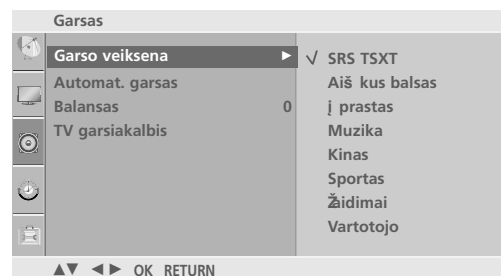 Garsas
Garso veiksena ►
Automat. garsas
Balansas 0
TV garsiakalbis
√ SRS TSXT
Aiš kus balsas
į prastas
Muzika
Kinas
Sportas
Žaidimai
Vartotojo
▲▼ ◄► OK RETURN